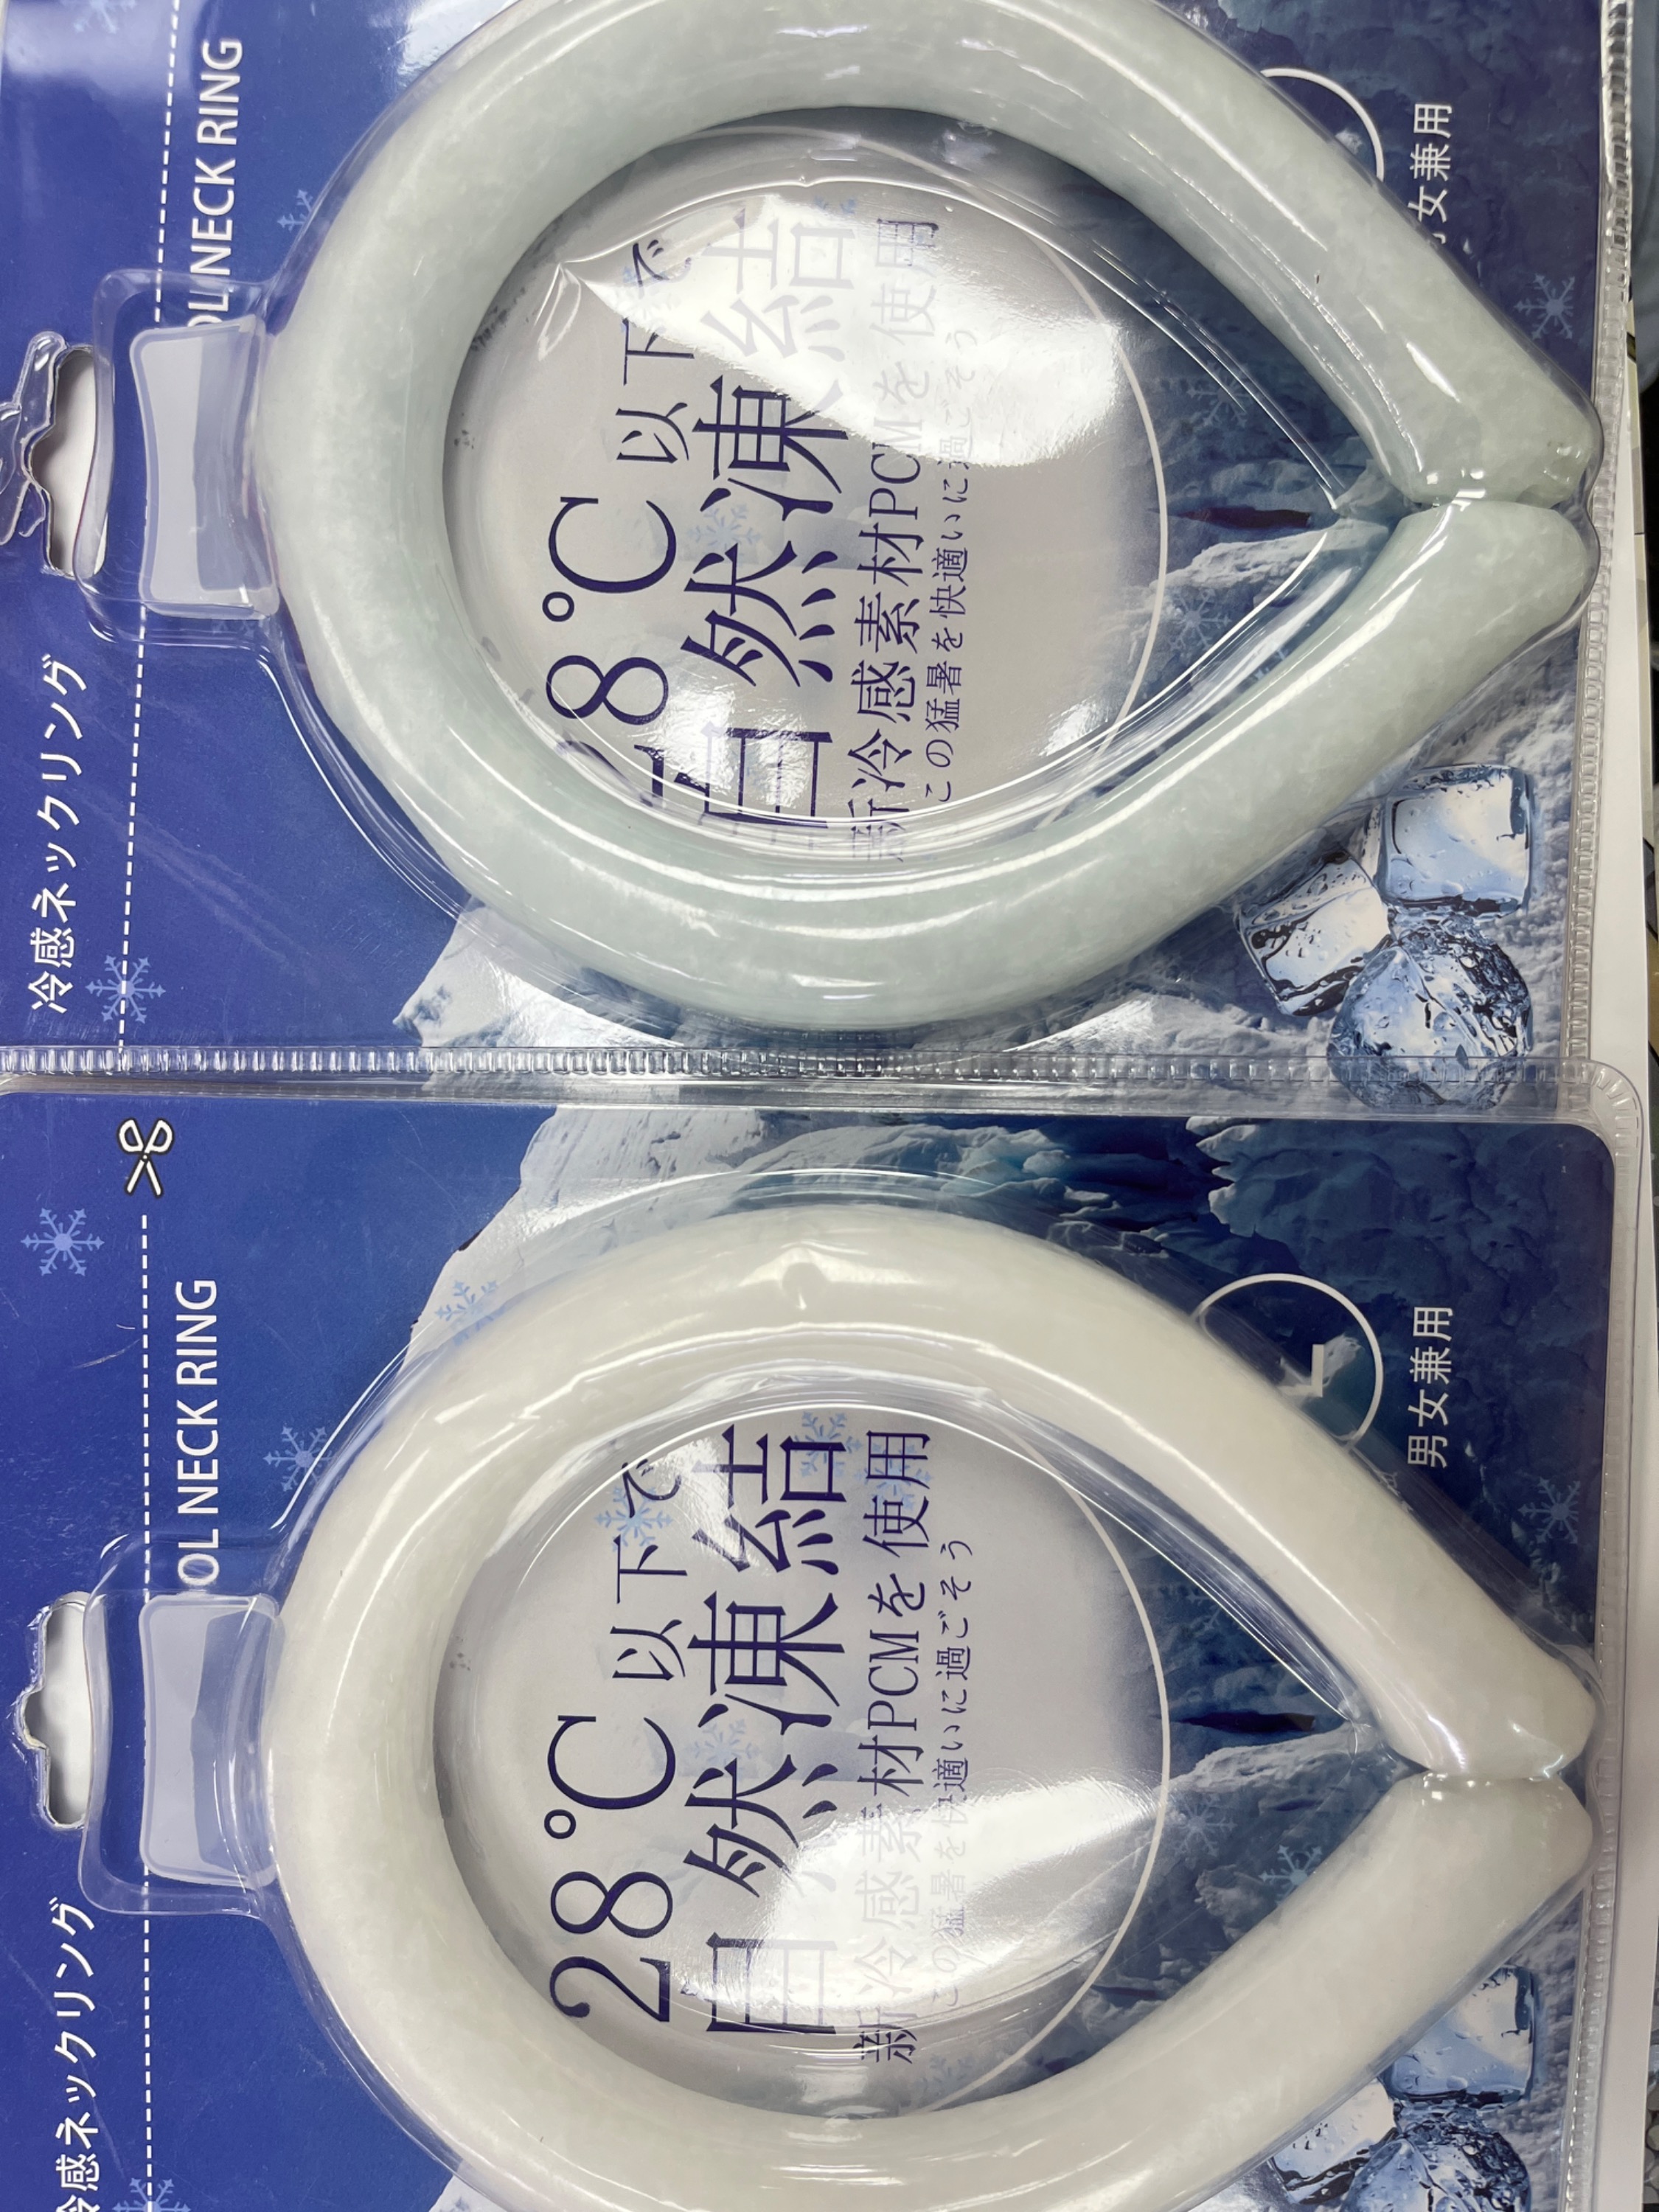 冷感ネックリング
OL NECK RING
28°C以下で
自然凍結
新冷感素材PCMを使用
この猛暑を快適いに過ごそう
L
男女兼用
冷感ネックリング
OL NECK RING
28°C以下で
自然凍結
新冷感素材PCMを使用
この猛暑を快適いに過ごそう
男女兼用